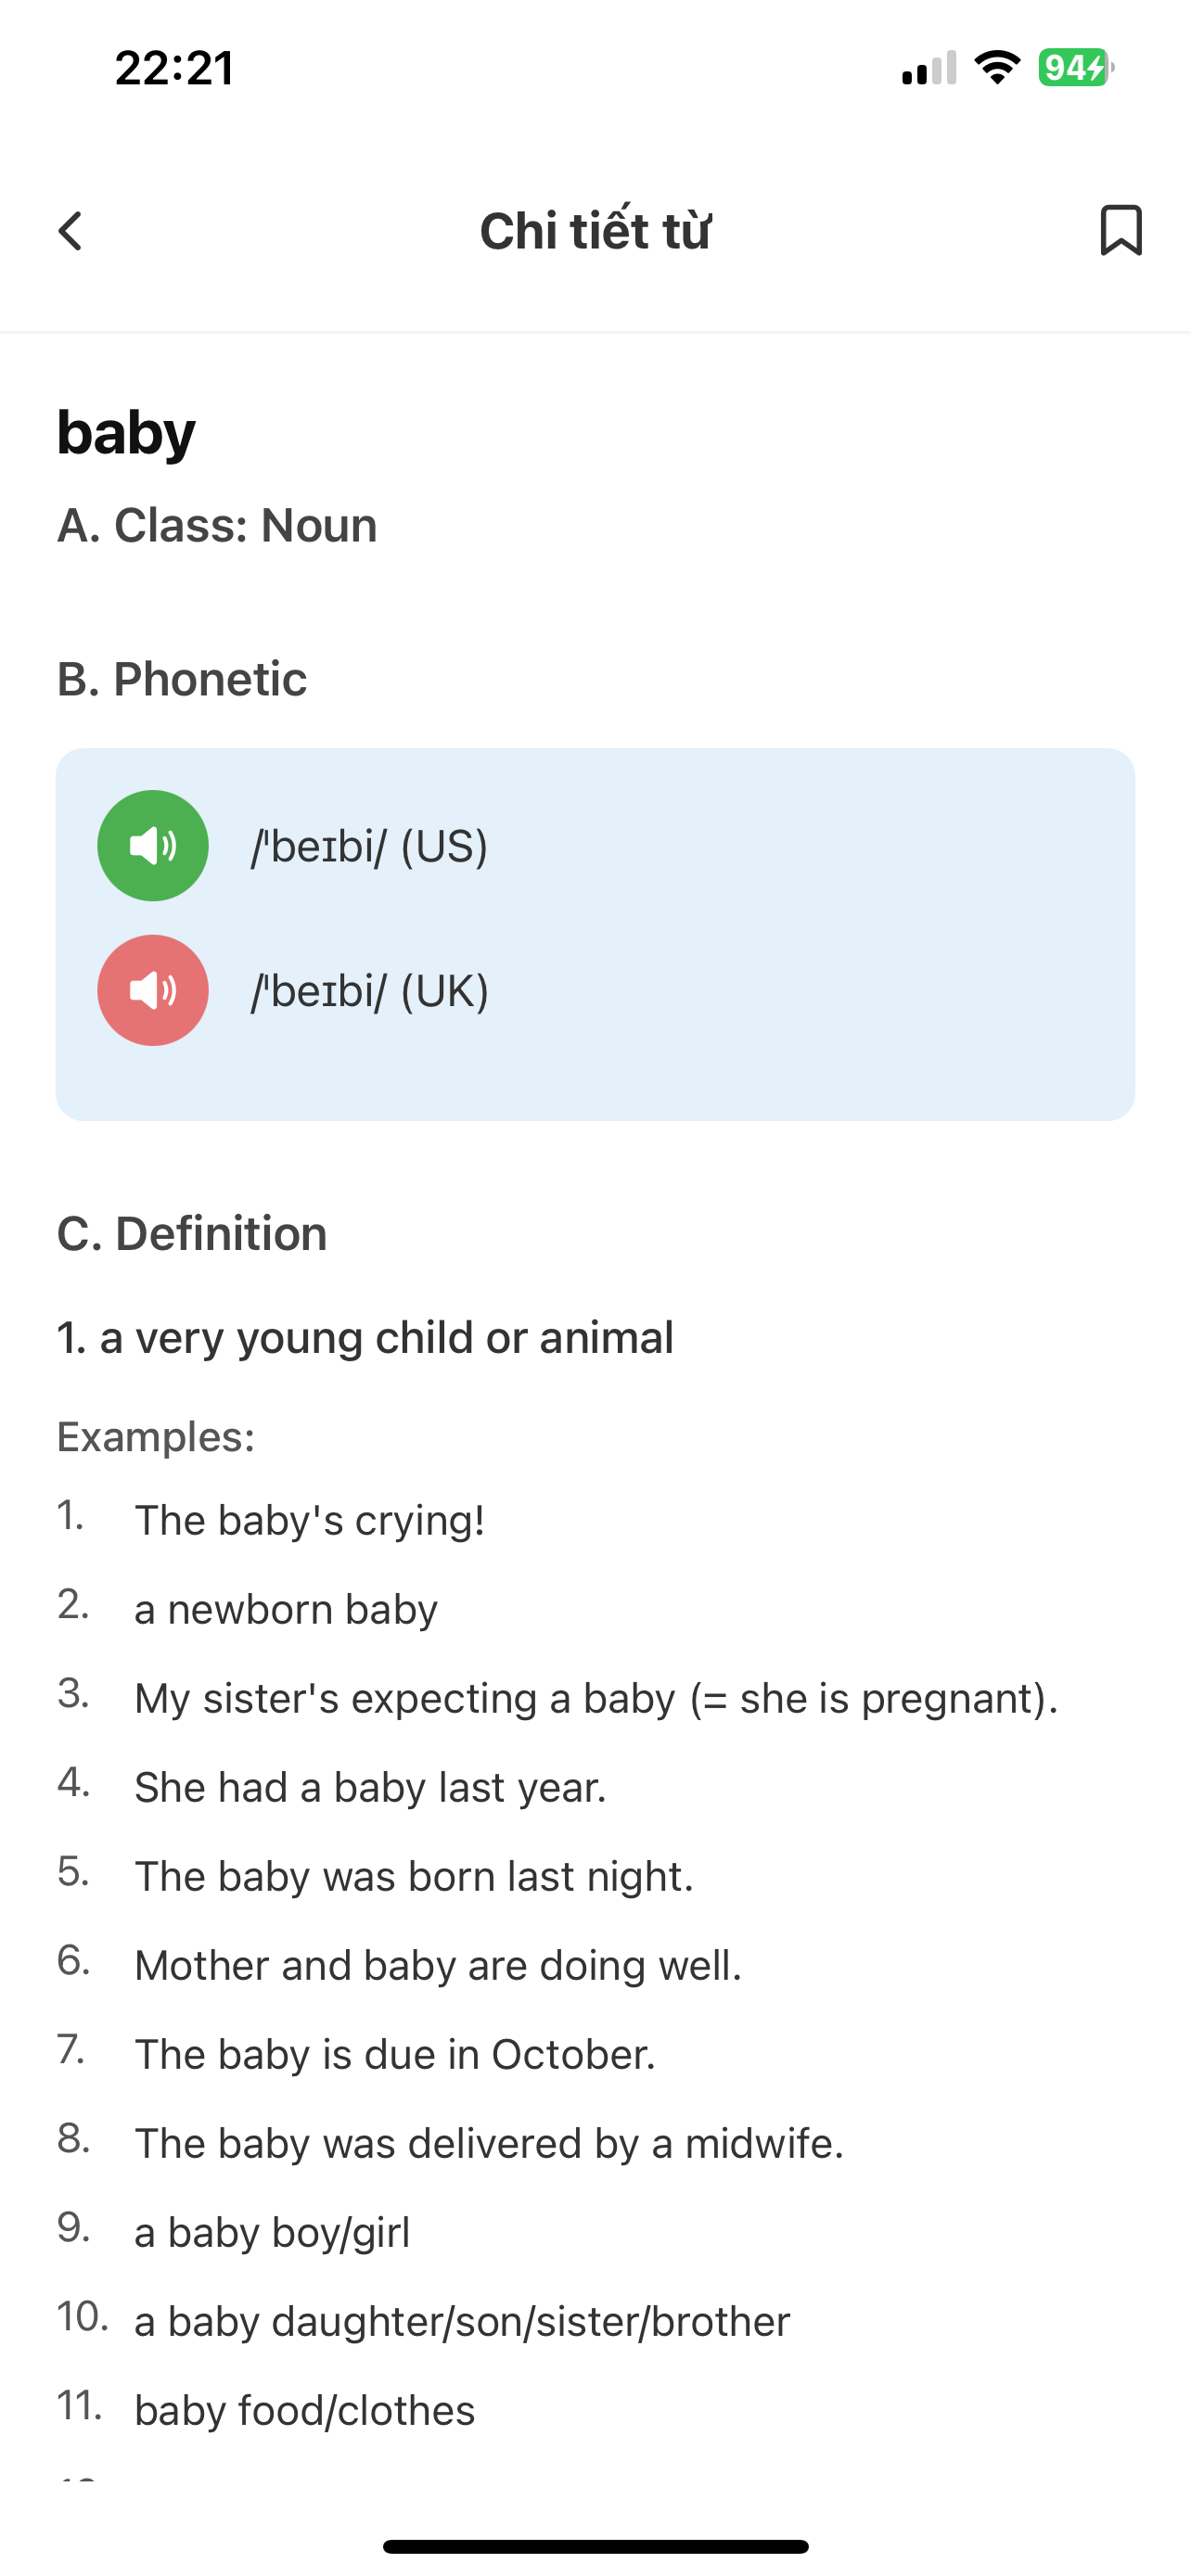 22:21
94
Chi tiết từ
baby
A. Class: Noun
B. Phonetic
/ˈbeɪbi/ (US)
/ˈbeɪbi/ (UK)
C. Definition
1. a very young child or animal
Examples:
1. The baby's crying!
2. a newborn baby
3. My sister's expecting a baby (= she is pregnant).
4. She had a baby last year.
5. The baby was born last night.
6. Mother and baby are doing well.
7. The baby is due in October.
8. The baby was delivered by a midwife.
9. a baby boy/girl
10. a baby daughter/son/sister/brother
11. baby food/clothes